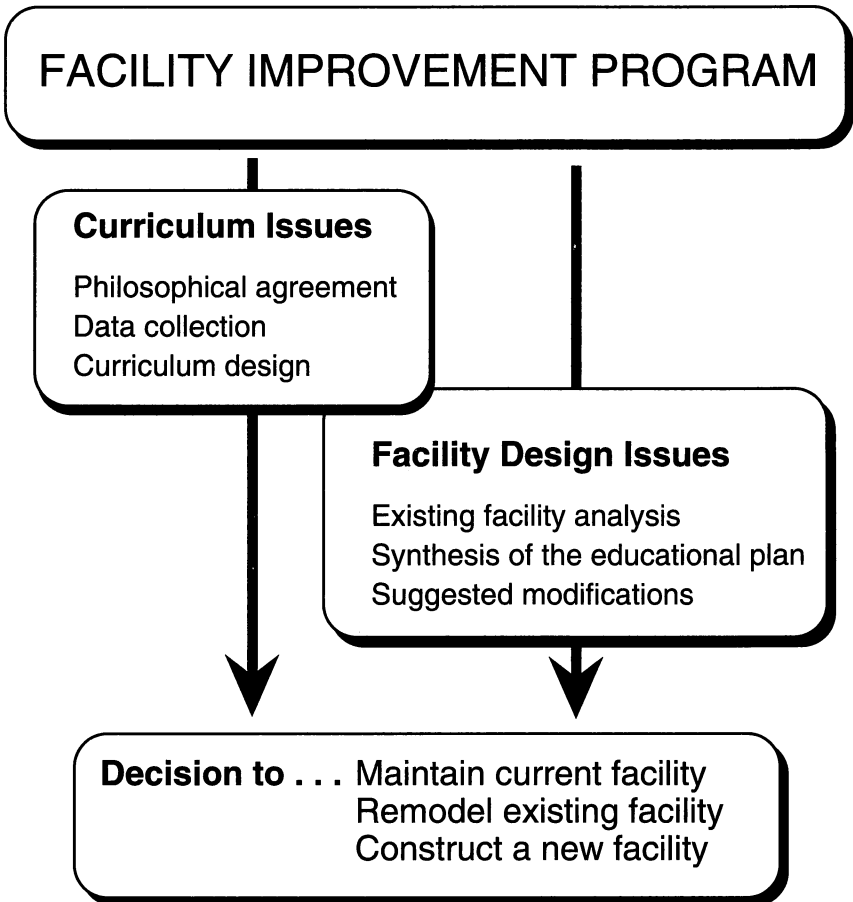 FACILITY IMPROVEMENT PROGRAM
Curriculum Issues
Philosophical agreement
Data collection
Curriculum design
Facility Design Issues
Existing facility analysis
Synthesis of the educational plan
Suggested modifications
Decision to . . . Maintain current facility
Remodel existing facility
Construct a new facility